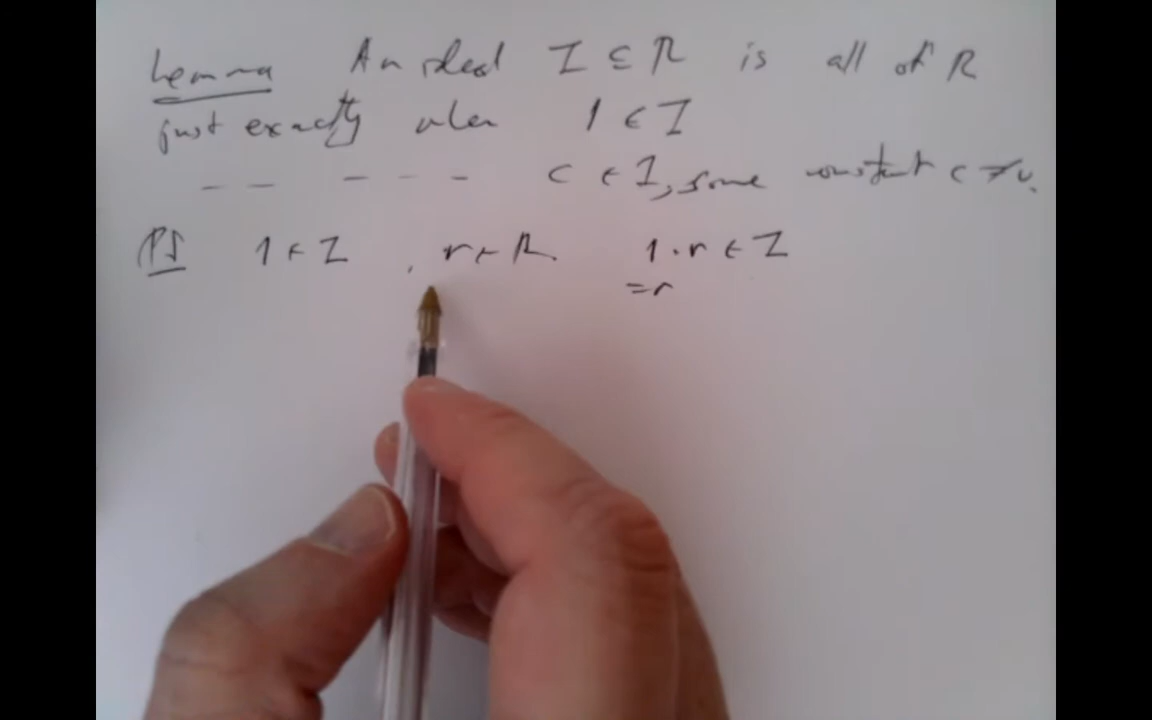 Lemma An ideal I ⊆ R is all of R
just exactly when 1 ∈ I
-- --- c ∈ I, some constant c ≠ 0.
Pf 1 ∈ I , r ∈ R. 1·r ∈ I
=r